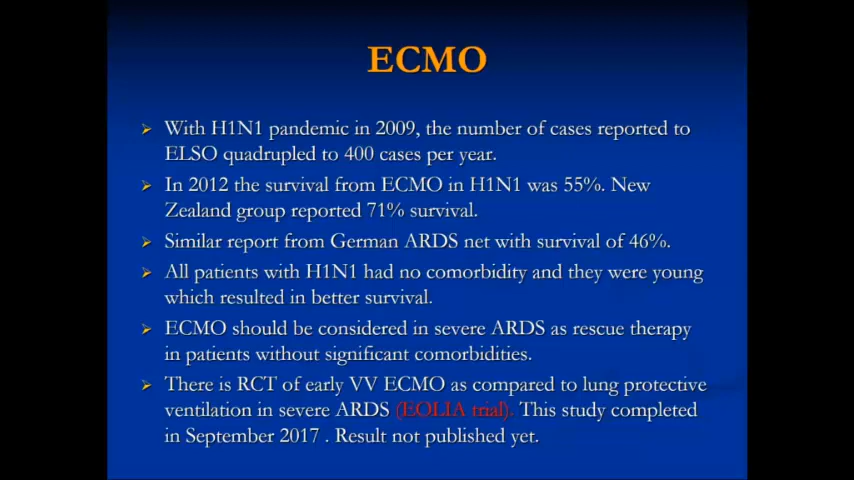 ECMO
With H1N1 pandemic in 2009, the number of cases reported to
ELSO quadrupled to 400 cases per year.
In 2012 the survival from ECMO in H1N1 was 55%. New
Zealand group reported 71% survival.
Similar report from German ARDS net with survival of 46%.
All patients with H1N1 had no comorbidity and they were young
which resulted in better survival.
ECMO should be considered in severe ARDS as rescue therapy
in patients without significant comorbidities.
There is RCT of early VV ECMO as compared to lung protective
ventilation in severe ARDS (EOLIA trial). This study completed
in September 2017 . Result not published yet.